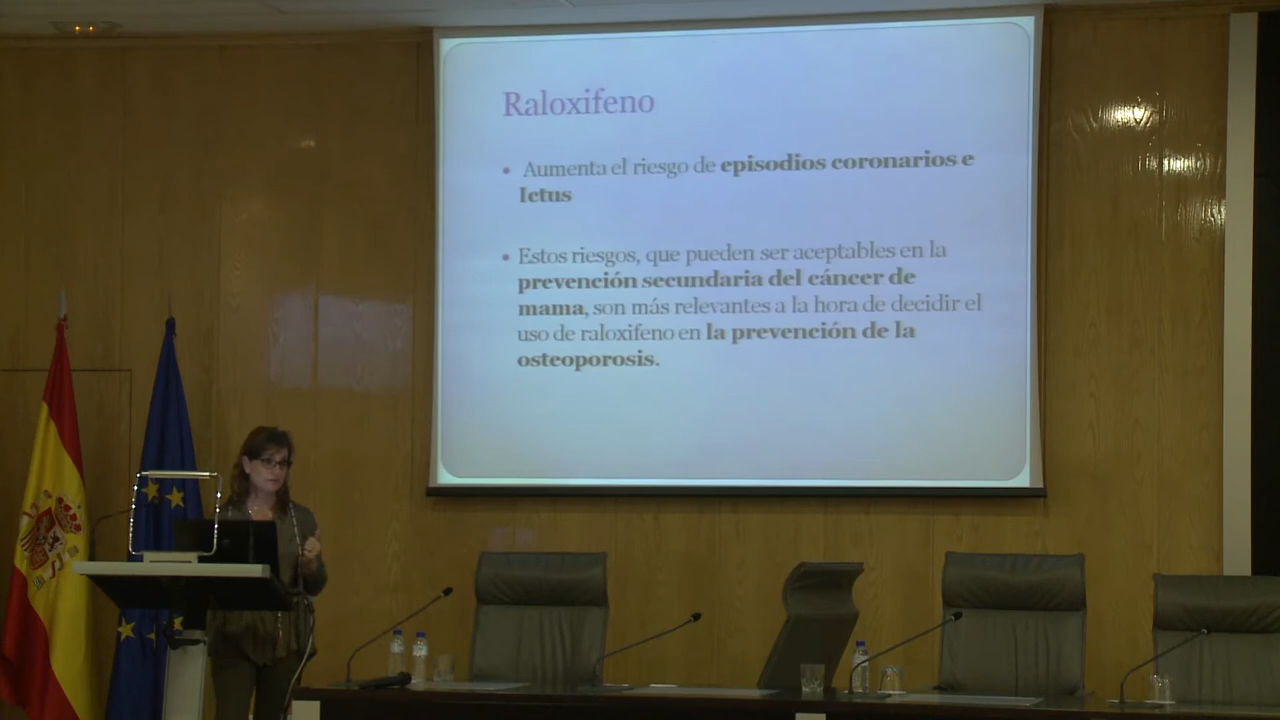 Raloxifeno
• Aumenta el riesgo de episodios coronarios e
Ictus
• Estos riesgos, que pueden ser aceptables en la
prevención secundaria del cáncer de
mama, son más relevantes a la hora de decidir el
uso de raloxifeno en la prevención de la
osteoporosis.